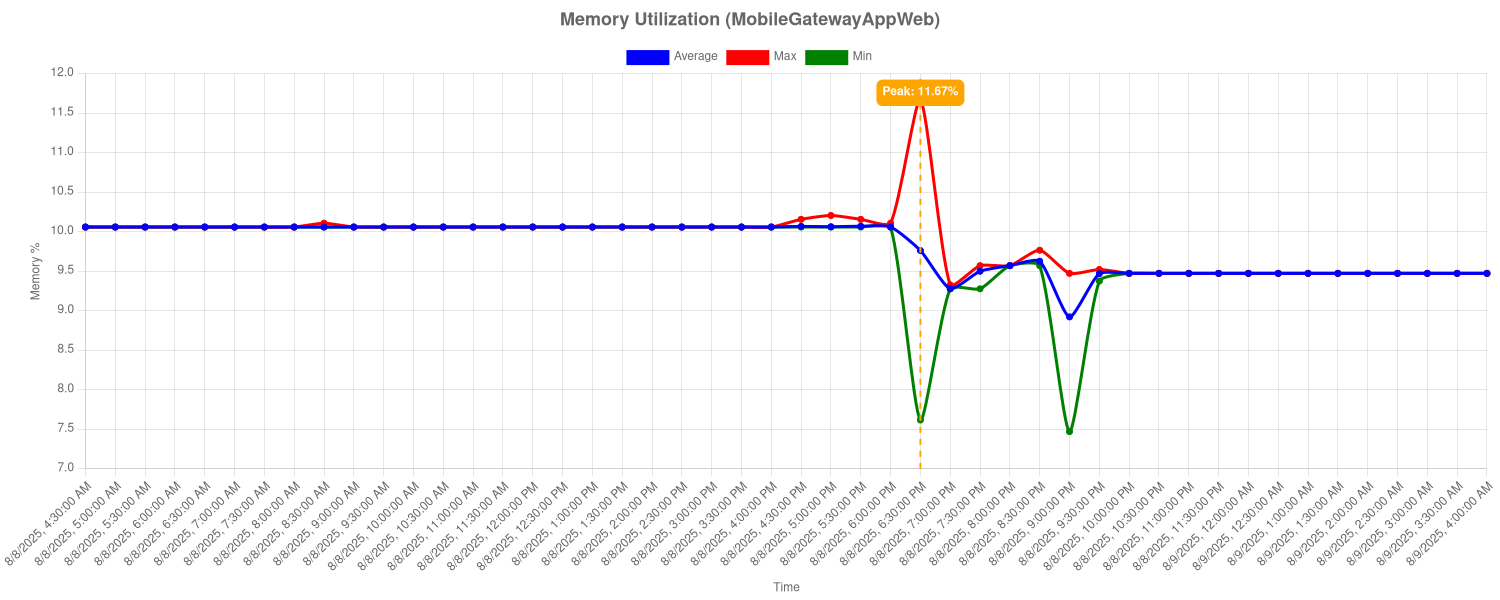 Memory Utilization (MobileGatewayAppWeb)
Average Max Min
Peak: 11.67%
12.0
11.5
11.0
10.5
10.0
9.5
9.0
8.5
8.0
7.5
7.0
Memory %
8/8/2025, 4:30:00 AM
8/8/2025, 5:00:00 AM
8/8/2025, 5:30:00 AM
8/8/2025, 6:00:00 AM
8/8/2025, 6:30:00 AM
8/8/2025, 7:00:00 AM
8/8/2025, 7:30:00 AM
8/8/2025, 8:00:00 AM
8/8/2025, 8:30:00 AM
8/8/2025, 9:00:00 AM
8/8/2025, 9:30:00 AM
8/8/2025, 10:00:00 AM
8/8/2025, 10:30:00 AM
8/8/2025, 11:00:00 AM
8/8/2025, 11:30:00 AM
8/8/2025, 12:00:00 PM
8/8/2025, 12:30:00 PM
8/8/2025, 1:00:00 PM
8/8/2025, 1:30:00 PM
8/8/2025, 2:00:00 PM
8/8/2025, 2:30:00 PM
8/8/2025, 3:00:00 PM
8/8/2025, 3:30:00 PM
8/8/2025, 4:00:00 PM
8/8/2025, 4:30:00 PM
8/8/2025, 5:00:00 PM
8/8/2025, 5:30:00 PM
8/8/2025, 6:00:00 PM
8/8/2025, 6:30:00 PM
8/8/2025, 7:00:00 PM
8/8/2025, 7:30:00 PM
8/8/2025, 8:00:00 PM
8/8/2025, 8:30:00 PM
8/8/2025, 9:00:00 PM
8/8/2025, 9:30:00 PM
8/8/2025, 10:00:00 PM
8/8/2025, 10:30:00 PM
8/8/2025, 11:00:00 PM
8/8/2025, 11:30:00 PM
8/9/2025, 12:00:00 AM
8/9/2025, 12:30:00 AM
8/9/2025, 1:00:00 AM
8/9/2025, 1:30:00 AM
8/9/2025, 2:00:00 AM
8/9/2025, 2:30:00 AM
8/9/2025, 3:00:00 AM
8/9/2025, 3:30:00 AM
8/9/2025, 4:00:00 AM
Time